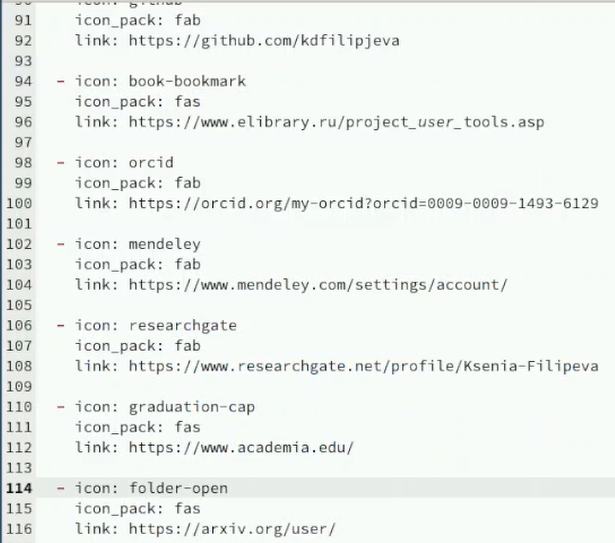 90 - icon: github
91 icon_pack: fab
92 link: https://github.com/kdfilipjeva
93
94 - icon: book-bookmark
95 icon_pack: fas
96 link: https://www.elibrary.ru/project_user_tools.asp
97
98 - icon: orcid
99 icon_pack: fab
100 link: https://orcid.org/my-orcid?orcid=0009-0009-1493-6129
101
102 - icon: mendeley
103 icon_pack: fab
104 link: https://www.mendeley.com/settings/account/
105
106 - icon: researchgate
107 icon_pack: fab
108 link: https://www.researchgate.net/profile/Ksenia-Filipeva
109
110 - icon: graduation-cap
111 icon_pack: fas
112 link: https://www.academia.edu/
113
114 - icon: folder-open
115 icon_pack: fas
116 link: https://arxiv.org/user/